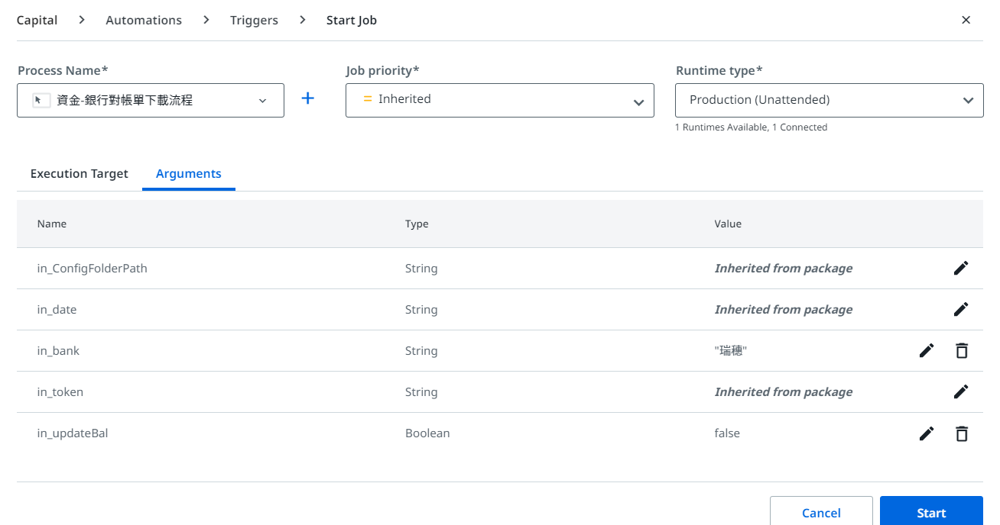 Capital > Automations > Triggers > Start Job
Process Name* Job priority* Runtime type*
資金-銀行對帳單下載流程 Inherited Production (Unattended)
1 Runtimes Available, 1 Connected
Execution Target Arguments
Name Type Value
in_ConfigFolderPath String Inherited from package
in_date String Inherited from package
in_bank String "瑞穗"
in_token String Inherited from package
in_updateBal Boolean false
Cancel Start